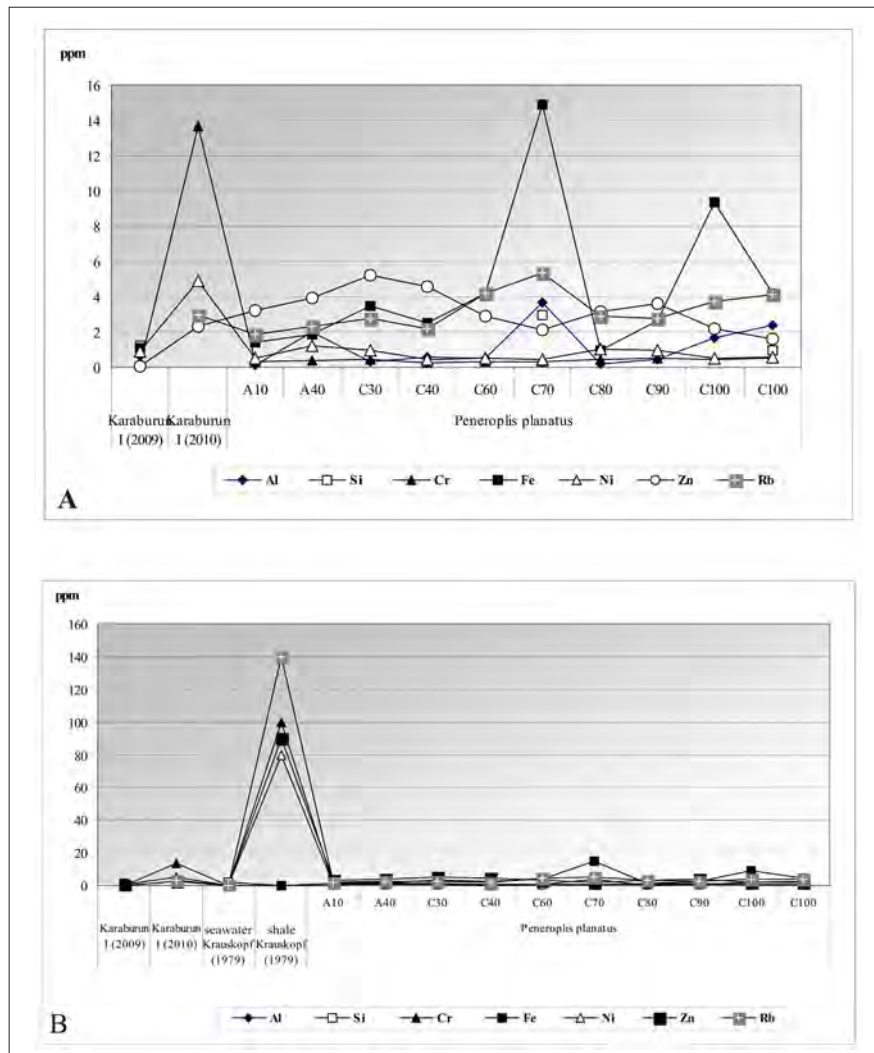 ppm
16
14
12
10
8
6
4
2
0
A10 A40 C30 C40 C60 C70 C80 C90 C100 C100
Karaburun Karaburun Peneroplis planatus
I (2009) I (2010)
Al Si Cr Fe Ni Zn Rb
A
ppm
160
140
120
100
80
60
40
20
0
A10 A40 C30 C40 C60 C70 C80 C90 C100 C100
Karaburun Karaburun seawater shale Peneroplis planatus
I (2009) I (2010) Krauskopf Krauskopf
(1979) (1979)
Al Si Cr Fe Ni Zn Rb
B